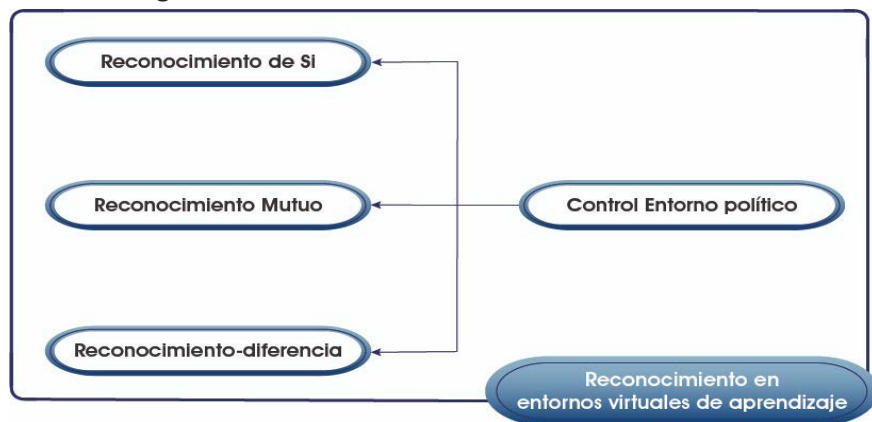 Reconocimiento de Si
Reconocimiento Mutuo
Control Entorno político
Reconocimiento-diferencia
Reconocimiento en
entornos virtuales de aprendizaje